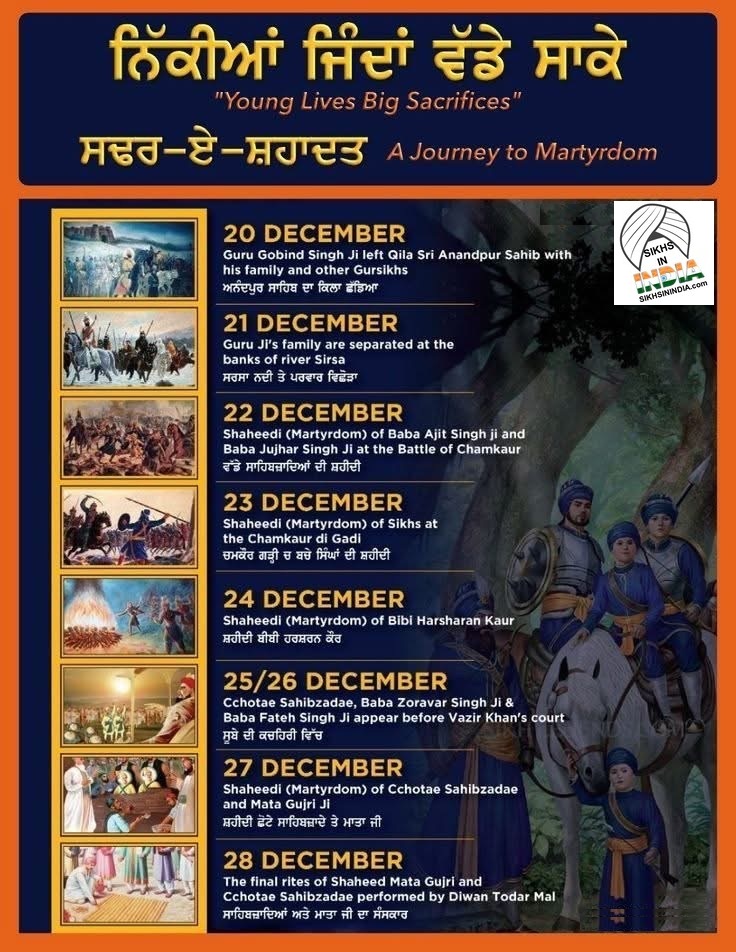 ਨਿੱਕੀਆਂ ਜਿੰਦਾਂ ਵੱਡੇ ਸਾਕੇ
"Young Lives Big Sacrifices"
ਸਢਰ-ਏ-ਸ਼ਹਾਦਤ A Journey to Martyrdom
SIKHS
IN
INDIA
SIKHSININDIA.com
20 DECEMBER
Guru Gobind Singh Ji left Qila Sri Anandpur Sahib with
his family and other Gursikhs
ਅਨੰਦਪੁਰ ਸਾਹਿਬ ਦਾ ਕਿਲਾ ਛੱਡਿਆ
21 DECEMBER
Guru JI's family are separated at the
banks of river Sirsa
ਸਰਸਾ ਨਦੀ ਤੇ ਪਰਵਾਰ ਵਿਛੋੜਾ
22 DECEMBER
Shaheedi (Martyrdom) of Baba Ajit Singh ji and
Baba Jujhar Singh Ji at the Battle of Chamkaur
ਵੱਡੇ ਸਾਹਿਬਜ਼ਾਦਿਆਂ ਦੀ ਸ਼ਹੀਦੀ
23 DECEMBER
Shaheedi (Martyrdom) of Sikhs at
the Chamkaur di Gadi
ਚਮਕੌਰ ਗੜ੍ਹੀ ਚ ਬਚੇ ਸਿੰਘਾਂ ਦੀ ਸ਼ਹੀਦੀ
24 DECEMBER
Shaheedi (Martyrdom) of Bibi Harsharan Kaur
ਸ਼ਹੀਦੀ ਬੀਬੀ ਹਰਸ਼ਰਨ ਕੌਰ
25/26 DECEMBER
Cchotae Sahibzadae, Baba Zoravar Singh Ji &
Baba Fateh Singh Ji appear before Vazir Khan's court
ਸੂਬੇ ਦੀ ਕਚਹਿਰੀ ਵਿੱਚ
27 DECEMBER
Shaheedi (Martyrdom) of Cchotae Sahibzadae
and Mata Gujri Ji
ਸ਼ਹੀਦੀ ਛੋਟੇ ਸਾਹਿਬਜ਼ਾਦੇ ਤੇ ਮਾਤਾ ਜੀ
28 DECEMBER
The final rites of Shaheed Mata Gujri and
Cchotae Sahibzadae performed by Diwan Todar Mal
ਸਾਹਿਬਜ਼ਾਦਿਆਂ ਅਤੇ ਮਾਤਾ ਜੀ ਦਾ ਸੰਸਕਾਰ